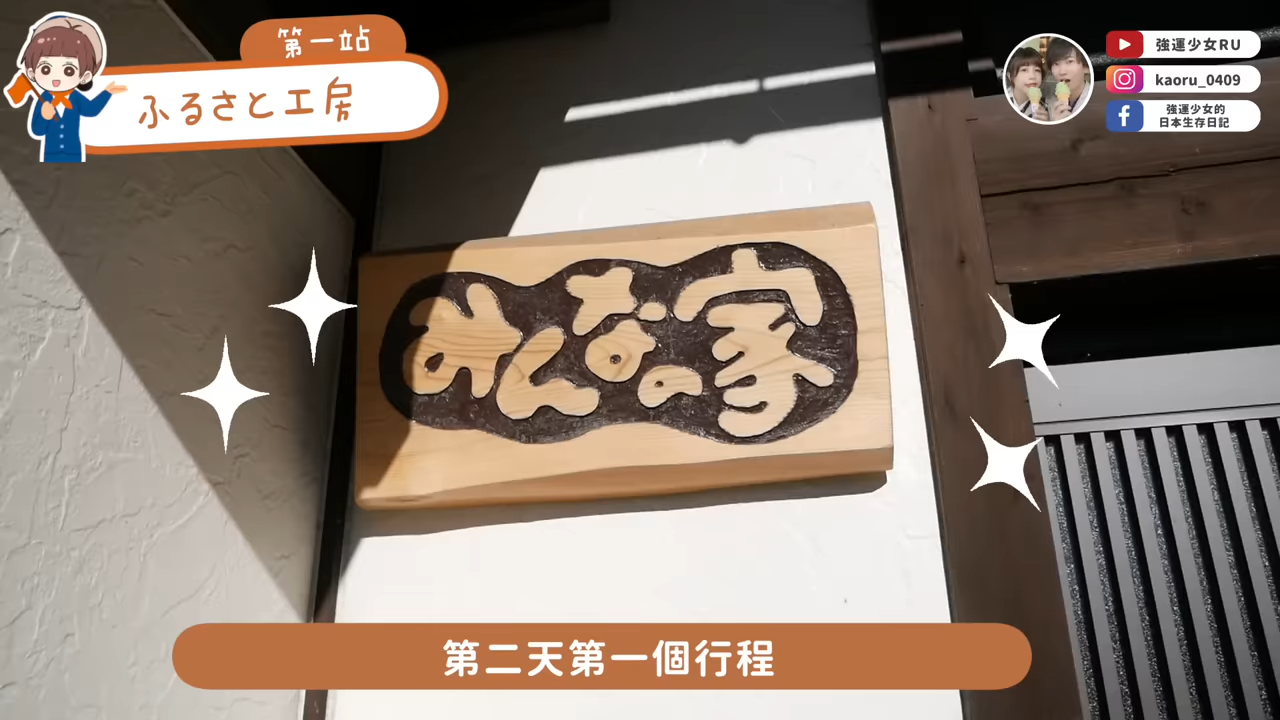 第一站
ふるさと工房
強運少女RU
kaoru_0409
強運少女的
日本生存日記
みんなの家
第二天第一個行程